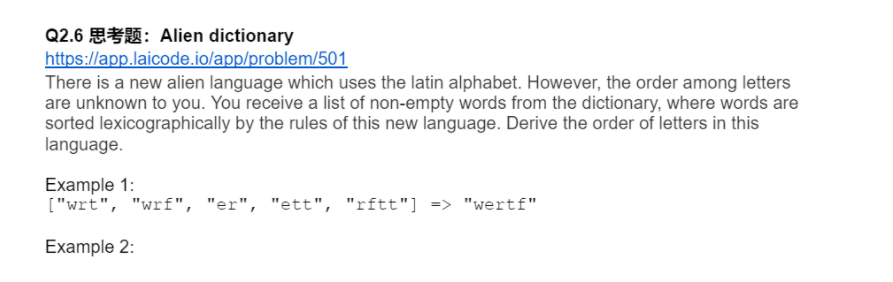 Q2.6 思考题：Alien dictionary
https://app.laicode.io/app/problem/501
There is a new alien language which uses the latin alphabet. However, the order among letters
are unknown to you. You receive a list of non-empty words from the dictionary, where words are
sorted lexicographically by the rules of this new language. Derive the order of letters in this
language.
Example 1:
["wrt", "wrf", "er", "ett", "rftt"] => "wertf"
Example 2: